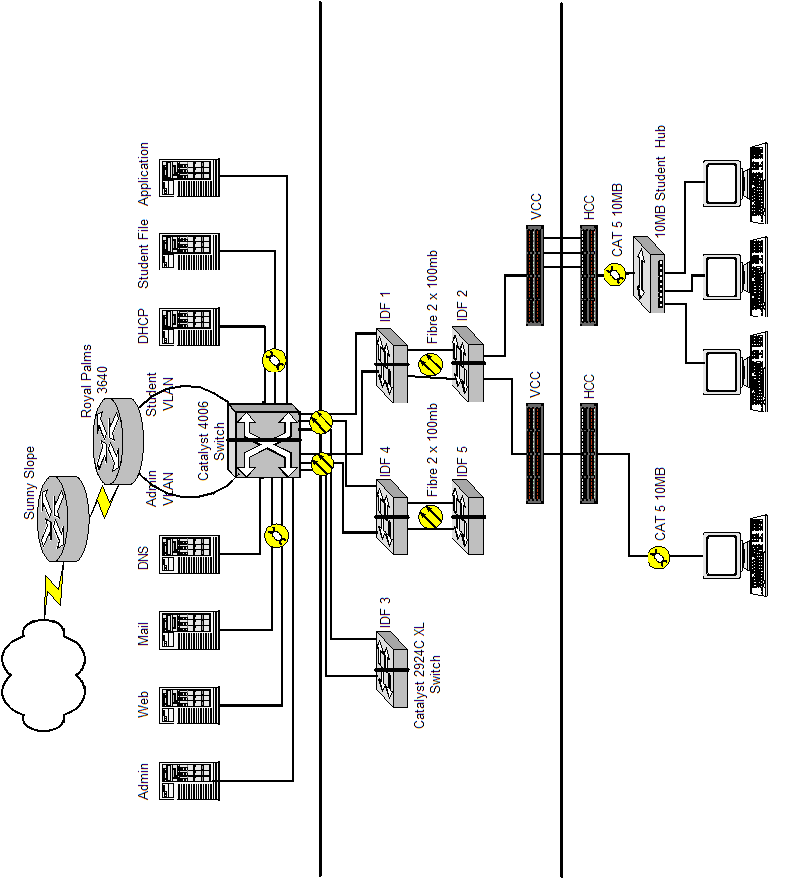 Sunny Slope
Royal Palms
3640
Application
Student File
DHCP
Student
VLAN
Admin
VLAN
Catalyst 4006
Switch
DNS
Mail
Web
Admin
IDF 1
Fibre 2 x 100mb
IDF 2
IDF 4
Fibre 2 x 100mb
IDF 5
IDF 3
Catalyst 2924C XL
Switch
VCC
HCC
CAT 5 10MB
10MB Student Hub
VCC
HCC
CAT 5 10MB